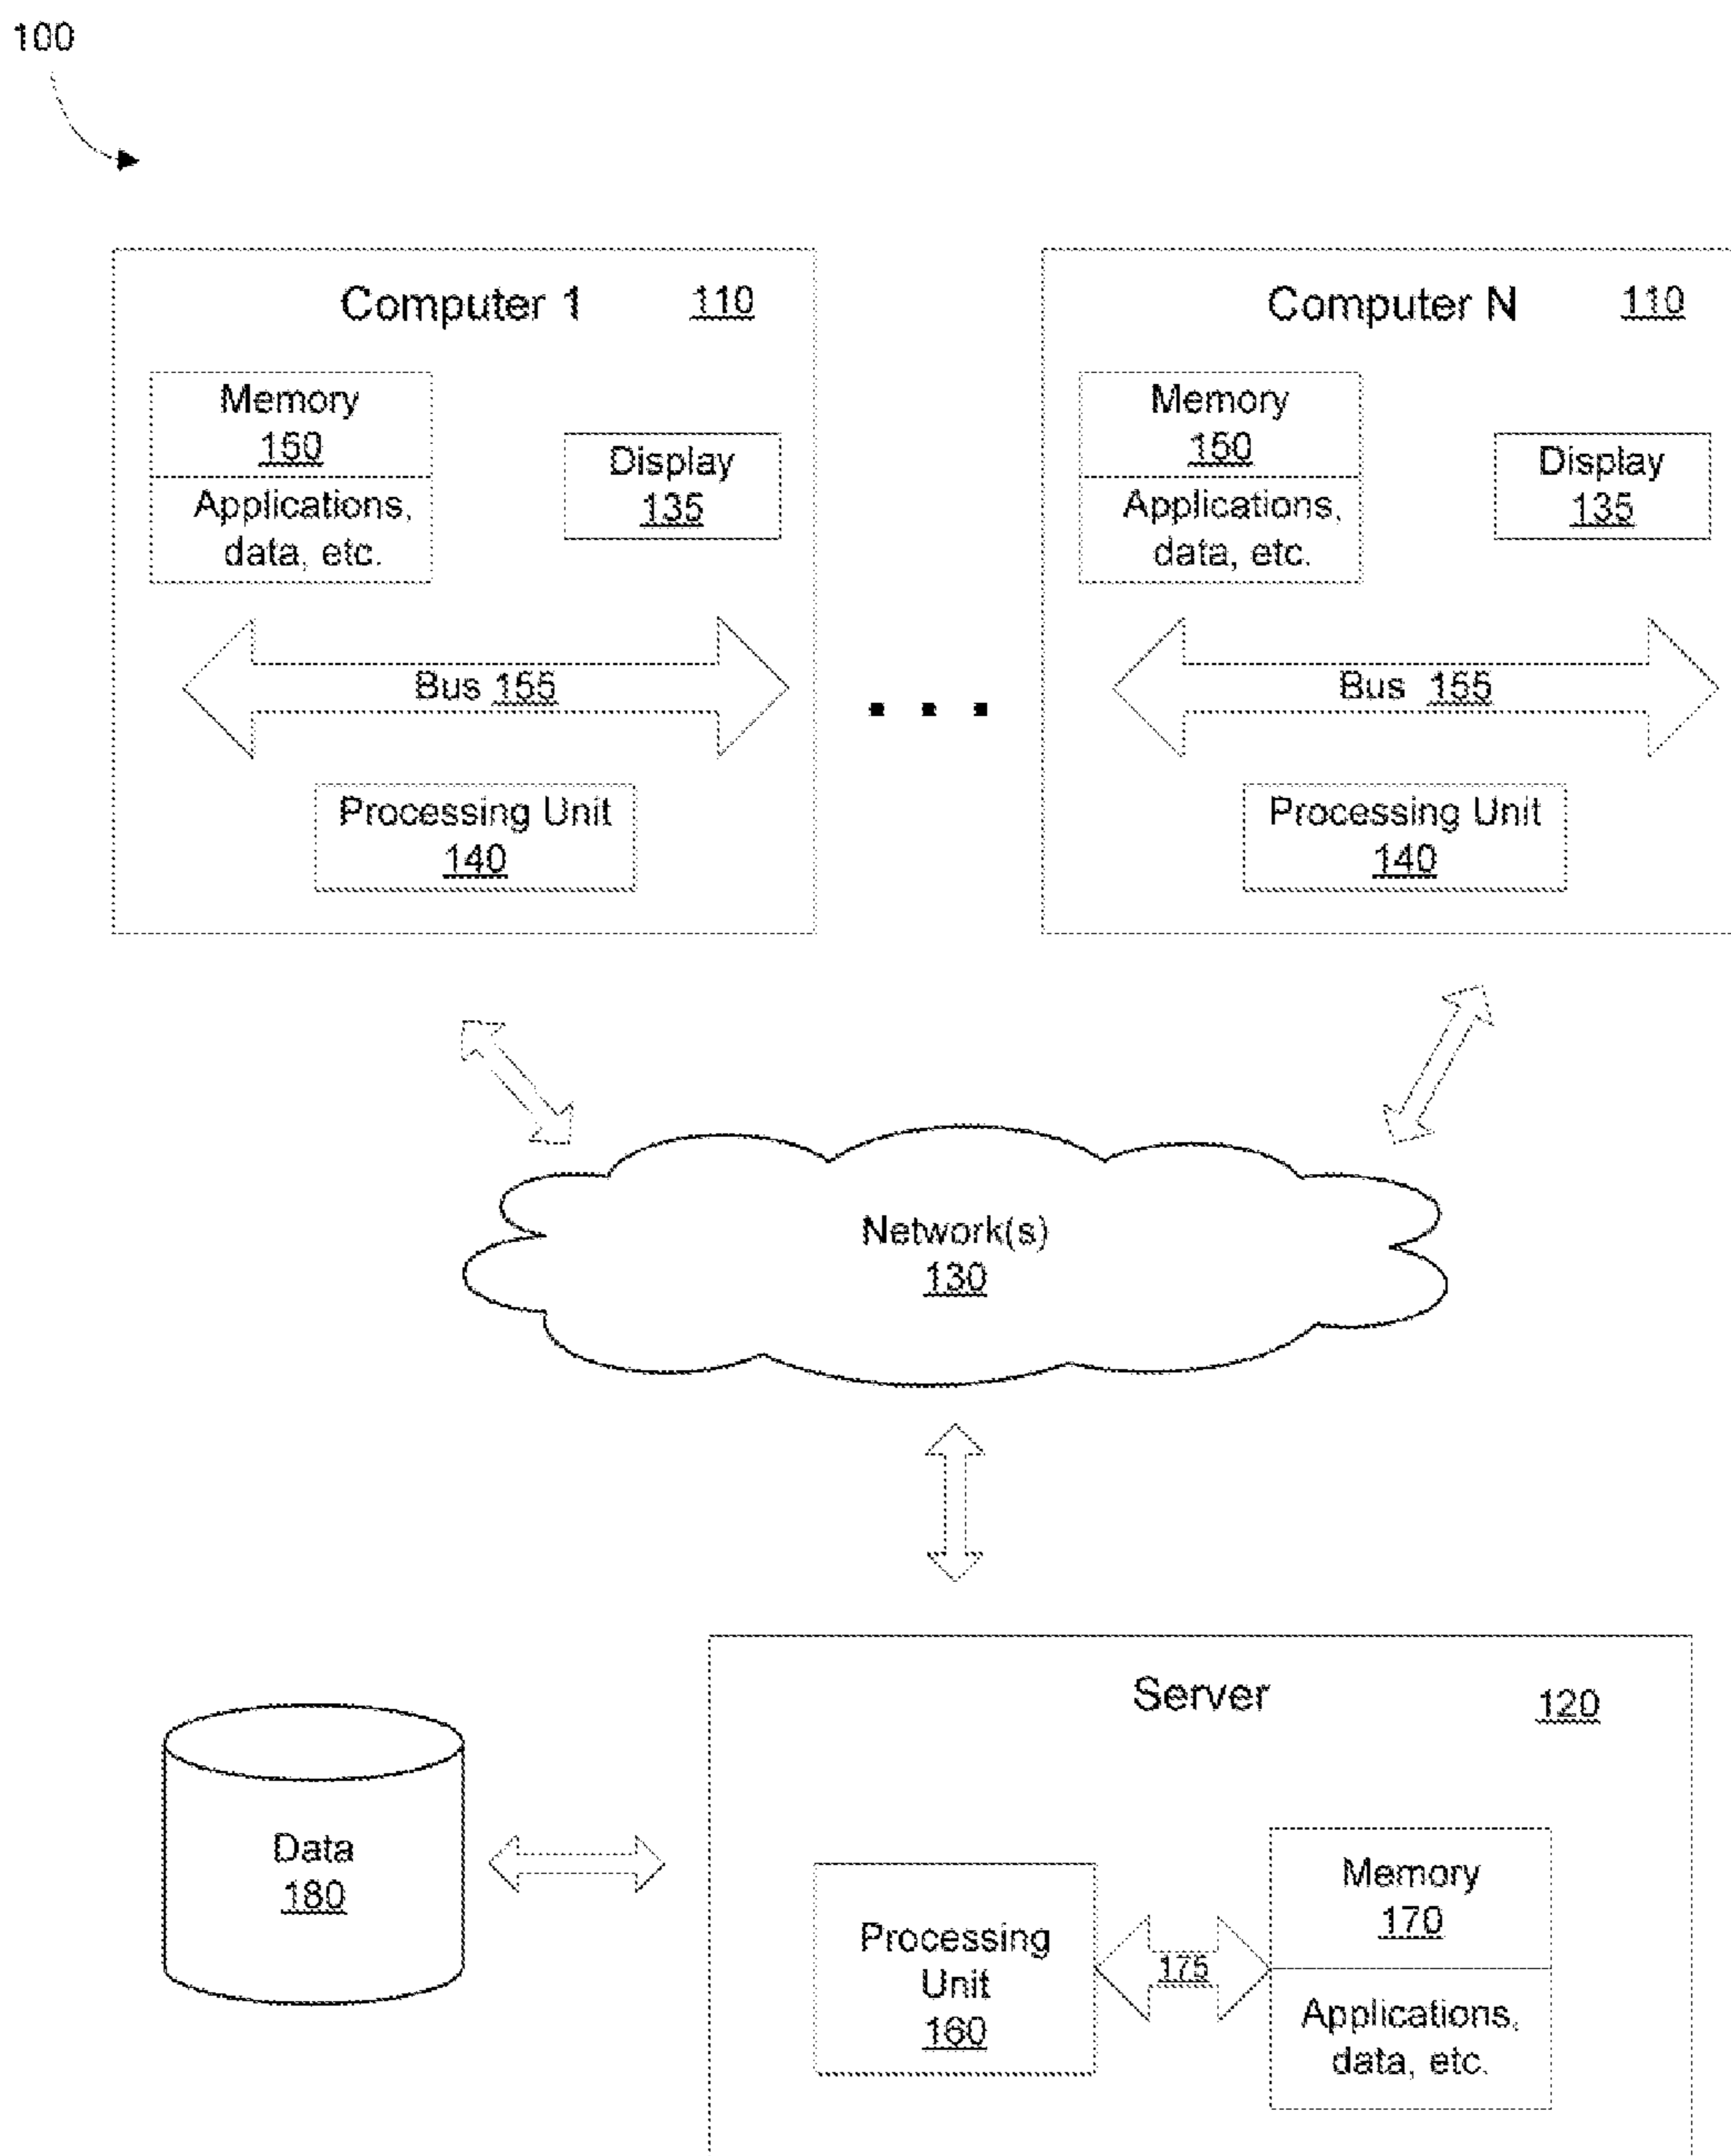 100
Computer 1 110
Memory
150
Applications,
data, etc.
Display
135
Bus 155
Processing Unit
140
. . .
Computer N 110
Memory
150
Applications,
data, etc.
Display
135
Bus 155
Processing Unit
140
Network(s)
130
Data
180
Server 120
Processing
Unit
160
175
Memory
170
Applications,
data, etc.